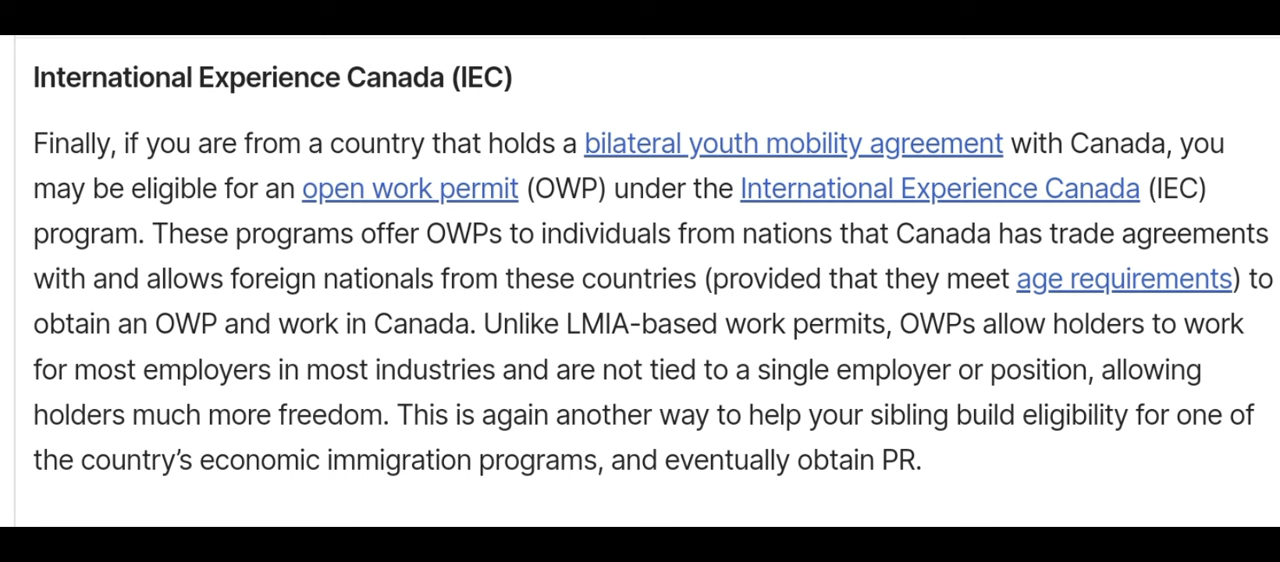 International Experience Canada (IEC)
Finally, if you are from a country that holds a bilateral youth mobility agreement with Canada, you
may be eligible for an open work permit (OWP) under the International Experience Canada (IEC)
program. These programs offer OWPs to individuals from nations that Canada has trade agreements
with and allows foreign nationals from these countries (provided that they meet age requirements) to
obtain an OWP and work in Canada. Unlike LMIA-based work permits, OWPs allow holders to work
for most employers in most industries and are not tied to a single employer or position, allowing
holders much more freedom. This is again another way to help your sibling build eligibility for one of
the country’s economic immigration programs, and eventually obtain PR.